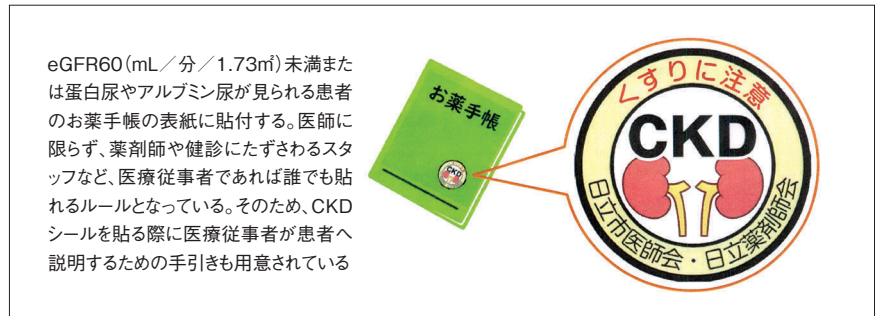 eGFR60（mL／分／1.73㎡）未満また
は蛋白尿やアルブミン尿が見られる患者
のお薬手帳の表紙に貼付する。医師に
限らず、薬剤師や健診にたずさわるスタ
ッフなど、医療従事者であれば誰でも貼
れるルールとなっている。そのため、CKD
シールを貼る際に医療従事者が患者へ
説明するための手引きも用意されている
お薬手帳
CKD
くすりに注意
CKD
日立市医師会・日立薬剤師会